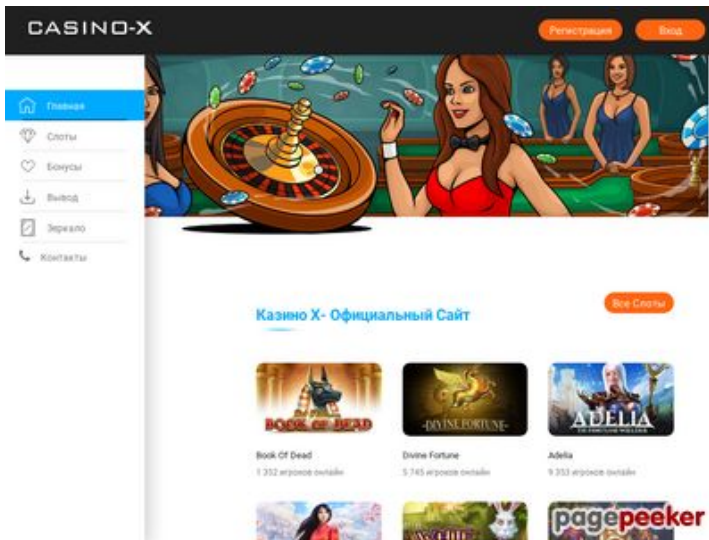 CASINO-X
Регистрация
Вход
Главная
Слоты
Бонусы
Вывод
Зеркало
Контакты
Все Слоты
Казино X- Официальный Сайт
BOOK OF DEAD
-DIVINE FORTUNE-
ADELIA
Book Of Dead
Divine Fortune
Adelia
1 352 игроков онлайн
5 745 игроков онлайн
9 353 игроков онлайн
pagepeeker